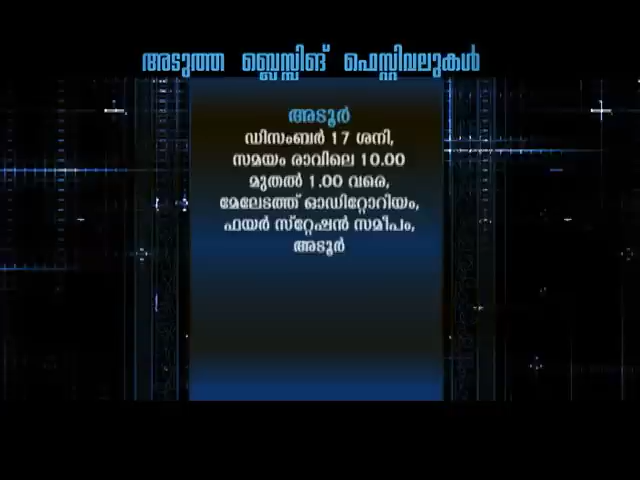 അടുത്ത ബ്ലെസ്സിങ് ഫെസ്റ്റിവലുകൾ
അടൂർ
ഡിസംബർ 17 ശനി,
സമയം രാവിലെ 10.00
മുതൽ 1.00 വരെ,
മേലേടത്ത് ഓഡിറ്റോറിയം,
ഫയർ സ്റ്റേഷൻ സമീപം,
അടൂർ